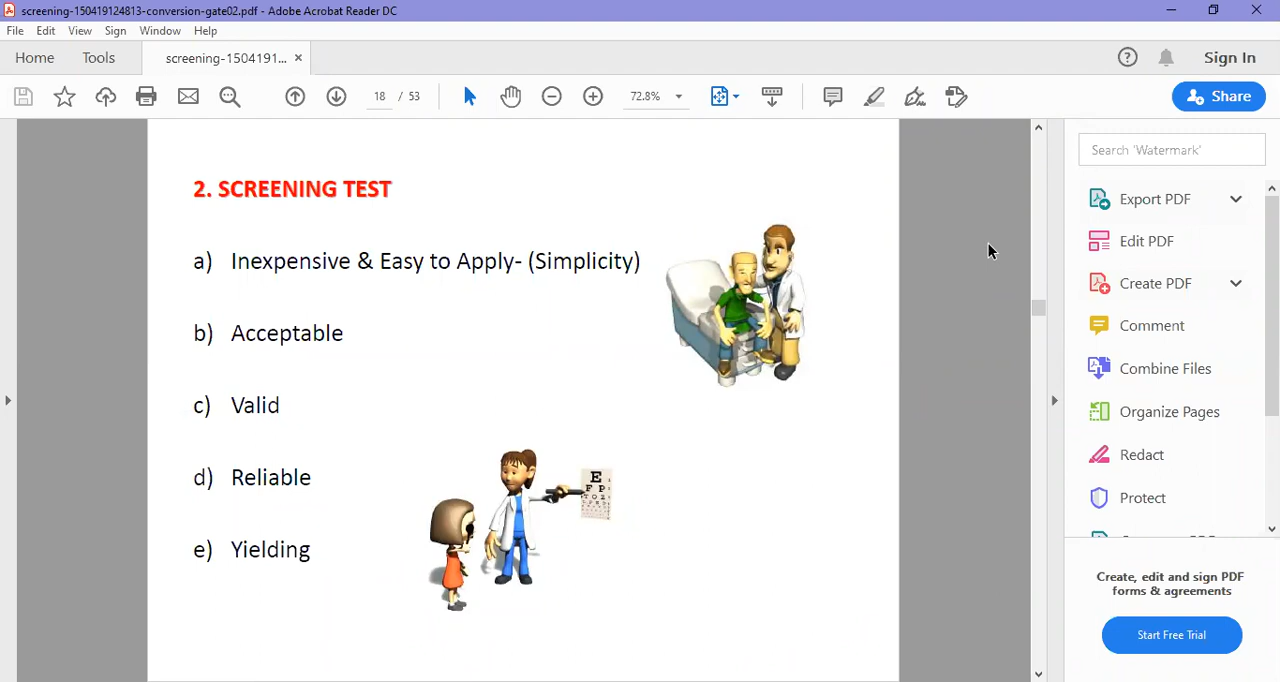 screening-150419124813-conversion-gate02.pdf - Adobe Acrobat Reader DC
File Edit View Sign Window Help
Home Tools screening-1504191... × Sign In
18 / 53 72.8% Share
2. SCREENING TEST
a) Inexpensive & Easy to Apply- (Simplicity)
b) Acceptable
c) Valid
d) Reliable
e) Yielding
E
F P
T O Z
Search 'Watermark'
Export PDF
Edit PDF
Create PDF
Comment
Combine Files
Organize Pages
Redact
Protect
Create, edit and sign PDF
forms & agreements
Start Free Trial